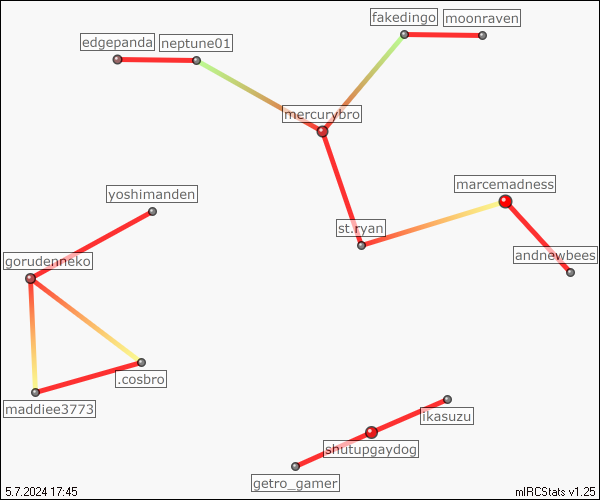 fakedingo
moonraven
edgepanda
neptune01
mercurybro
marcemadness
yoshimanden
st.ryan
andnewbees
gorudenneko
.cosbro
maddiee3773
ikasuzu
shutupgaydog
getro_gamer
5.7.2024 17:45
mIRCStats v1.25